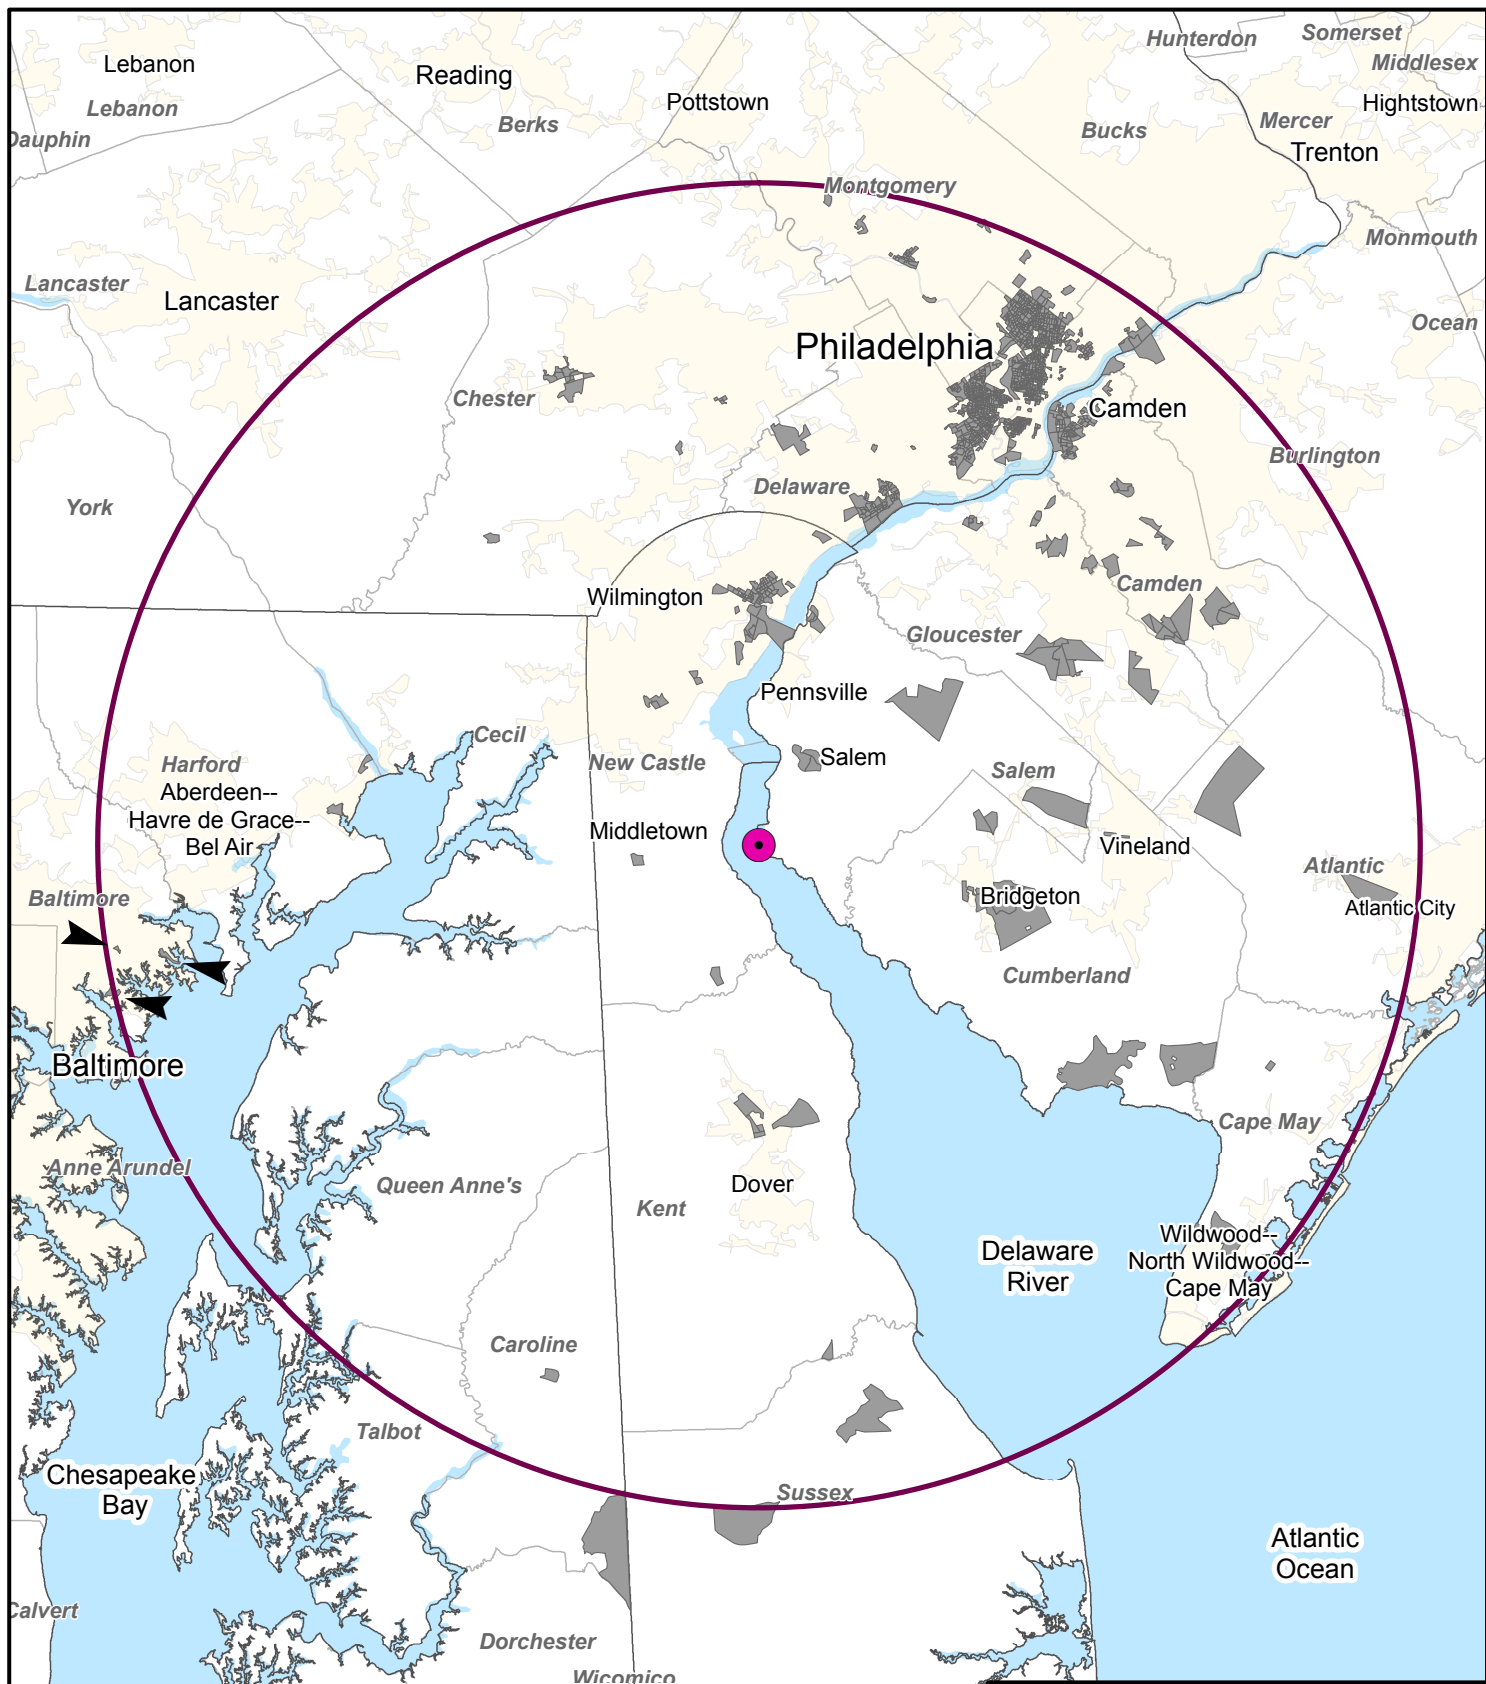 Hunterdon
Somerset
Lebanon
Reading
Middlesex
Pottstown
Hightstown
Lebanon
Berks
Bucks
Mercer
Dauphin
Trenton
Montgomery
Monmouth
Lancaster
Lancaster
Ocean
Philadelphia
Chester
Camden
Burlington
Delaware
York
Camden
Wilmington
Gloucester
Pennsville
Cecil
Harford
New Castle
Salem
Salem
Aberdeen--
Havre de Grace--
Bel Air
Middletown
Vineland
Atlantic
Baltimore
Bridgeton
Atlantic City
Cumberland
Baltimore
Cape May
Anne Arundel
Queen Anne's
Dover
Kent
Wildwood--
North Wildwood--
Cape May
Delaware
River
Caroline
Talbot
Chesapeake
Bay
Sussex
Atlantic
Ocean
Calvert
Dorchester
Wicomico